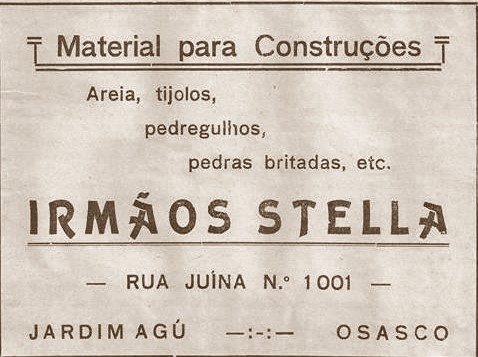 Material para Construções
Areia, tijolos,
pedregulhos,
pedras britadas, etc.
IRMÃOS STELLA
— RUA JUÍNA N.º 1001 —
JARDIM AGÚ —:-:— OSASCO